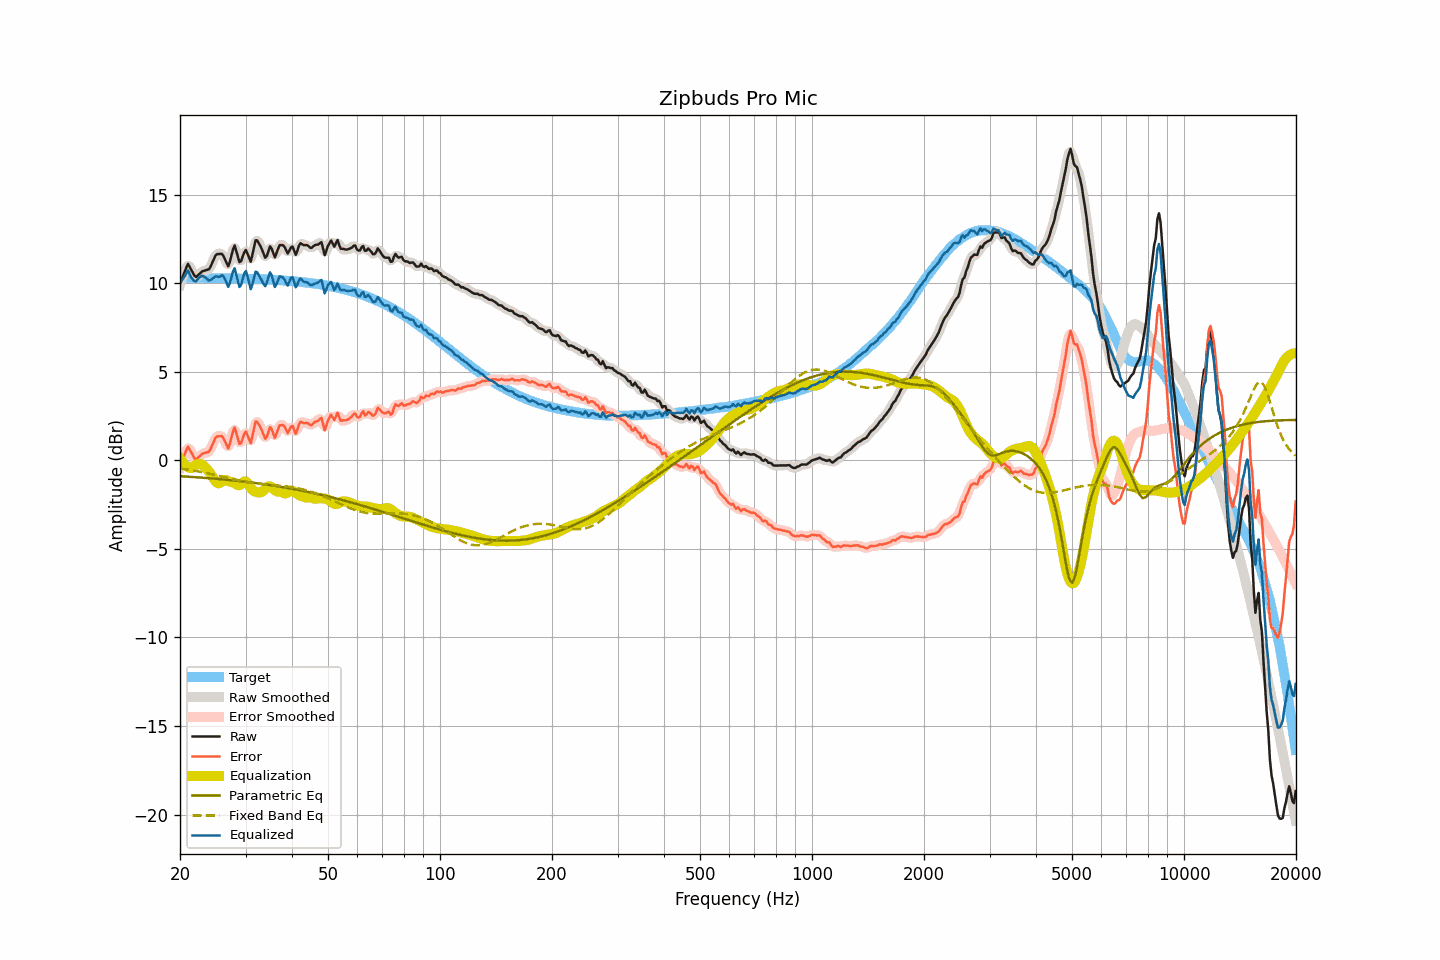 Zipbuds Pro Mic
Amplitude (dBr)
15
10
5
0
−5
−10
−15
−20
Target
Raw Smoothed
Error Smoothed
Raw
Error
Equalization
Parametric Eq
Fixed Band Eq
Equalized
20 50 100 200 500 1000 2000 5000 10000 20000
Frequency (Hz)